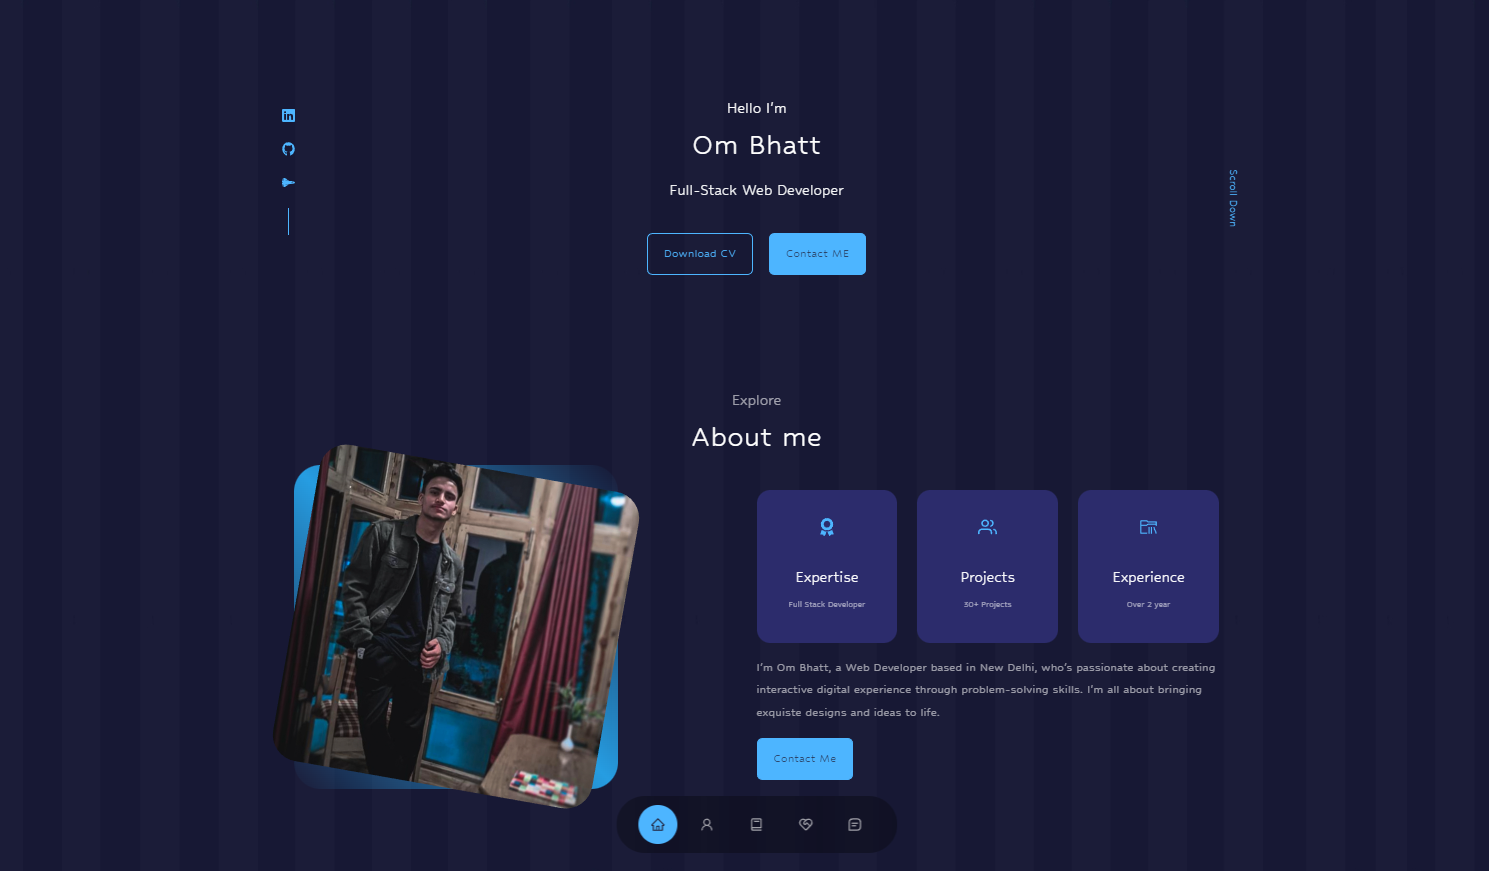 Hello I'm
Om Bhatt
Full-Stack Web Developer
Download CV
Contact ME
Scroll Down
Explore
About me
Expertise
Full Stack Developer
Projects
30+ Projects
Experience
Over 2 year
I'm Om Bhatt, a Web Developer based in New Delhi, who's passionate about creating
interactive digital experience through problem-solving skills. I'm all about bringing
exquiste designs and ideas to life.
Contact Me